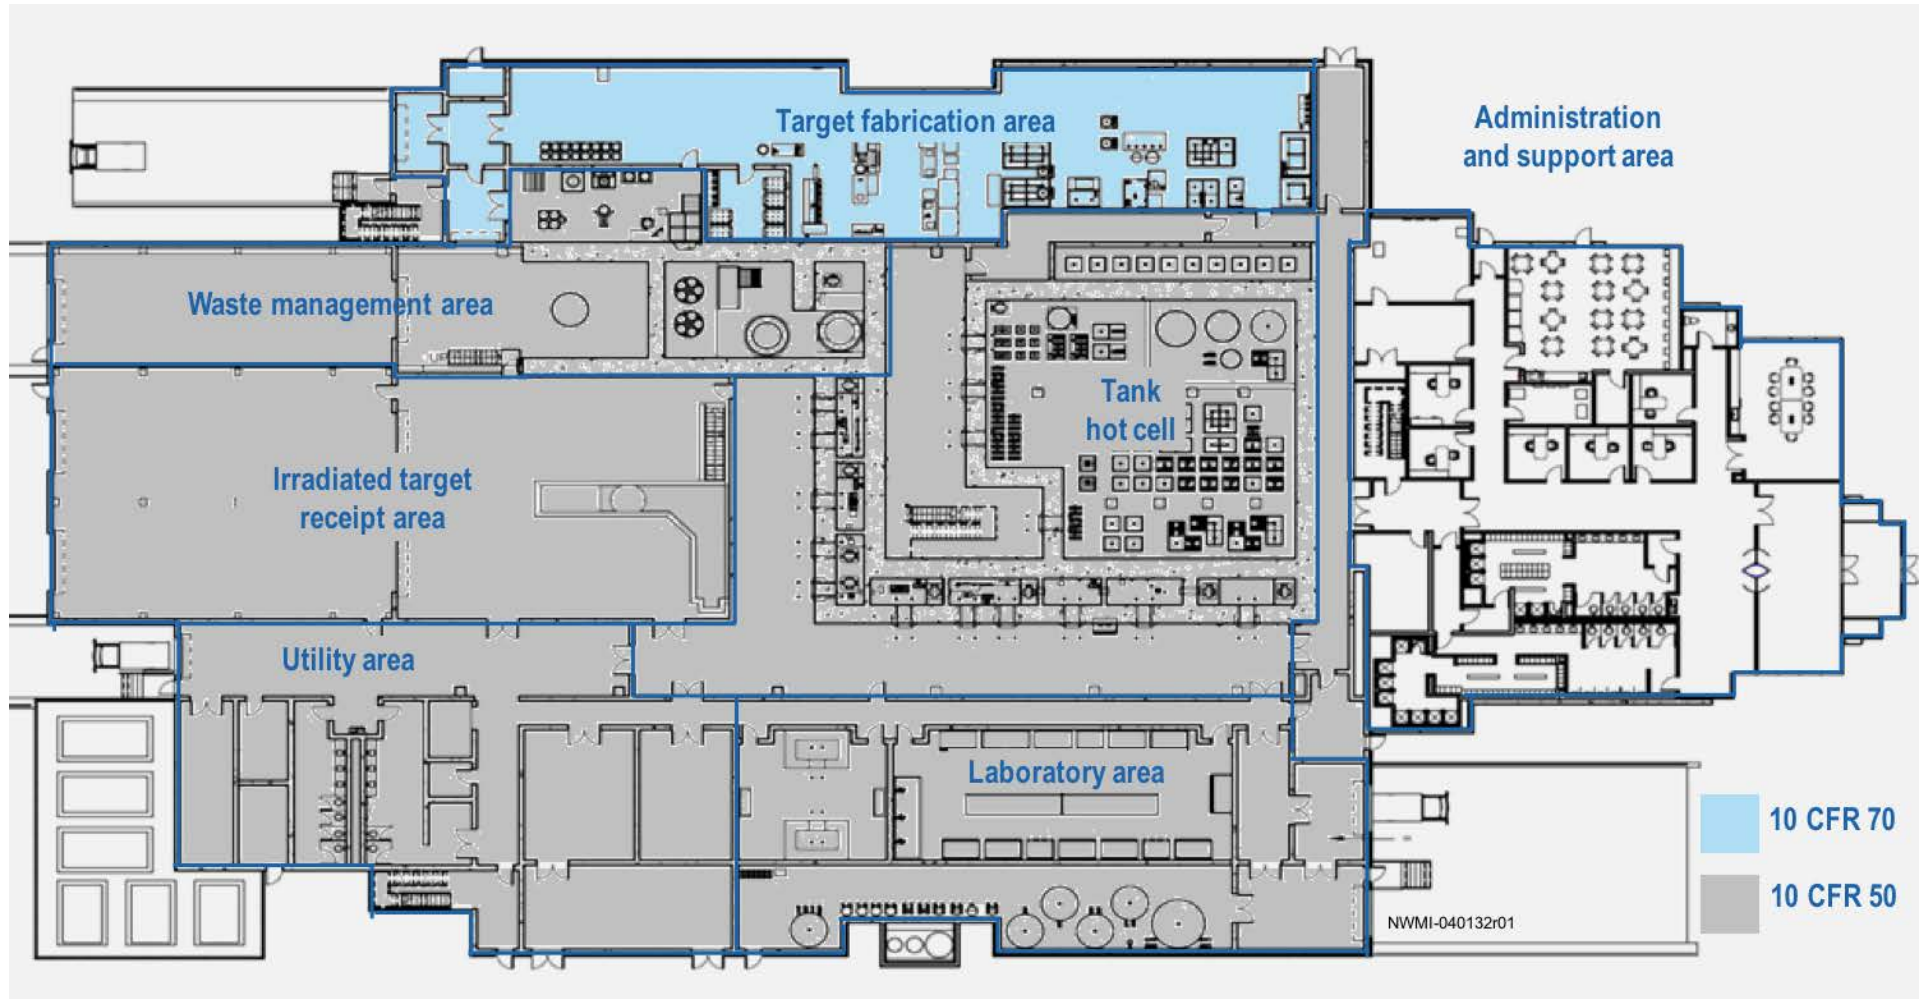 Target fabrication area
Administration
and support area
Waste management area
Tank
hot cell
Irradiated target
receipt area
Utility area
Laboratory area
10 CFR 70
10 CFR 50
NWMI-040132r01